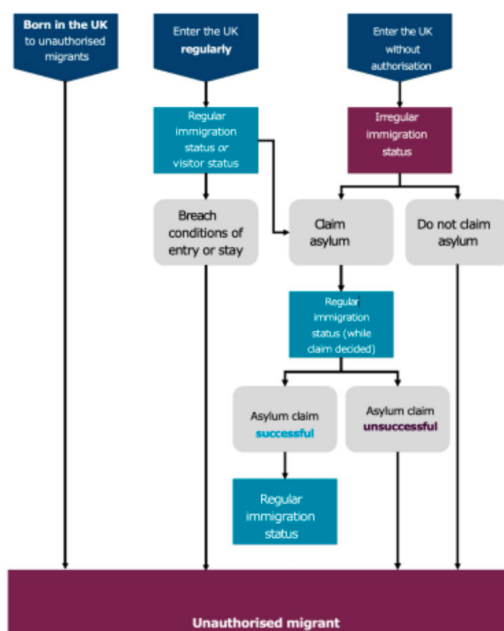 Born in the UK
to unauthorised
migrants
Enter the UK
regularly
Enter the UK
without
authorisation
Regular
immigration
status or
visitor status
Irregular
immigration
status
Breach
conditions of
entry or stay
Claim
asylum
Do not claim
asylum
Regular
immigration
status (while
claim decided)
Asylum claim
successful
Asylum claim
unsuccessful
Regular
immigration
status
Unauthorised migrant